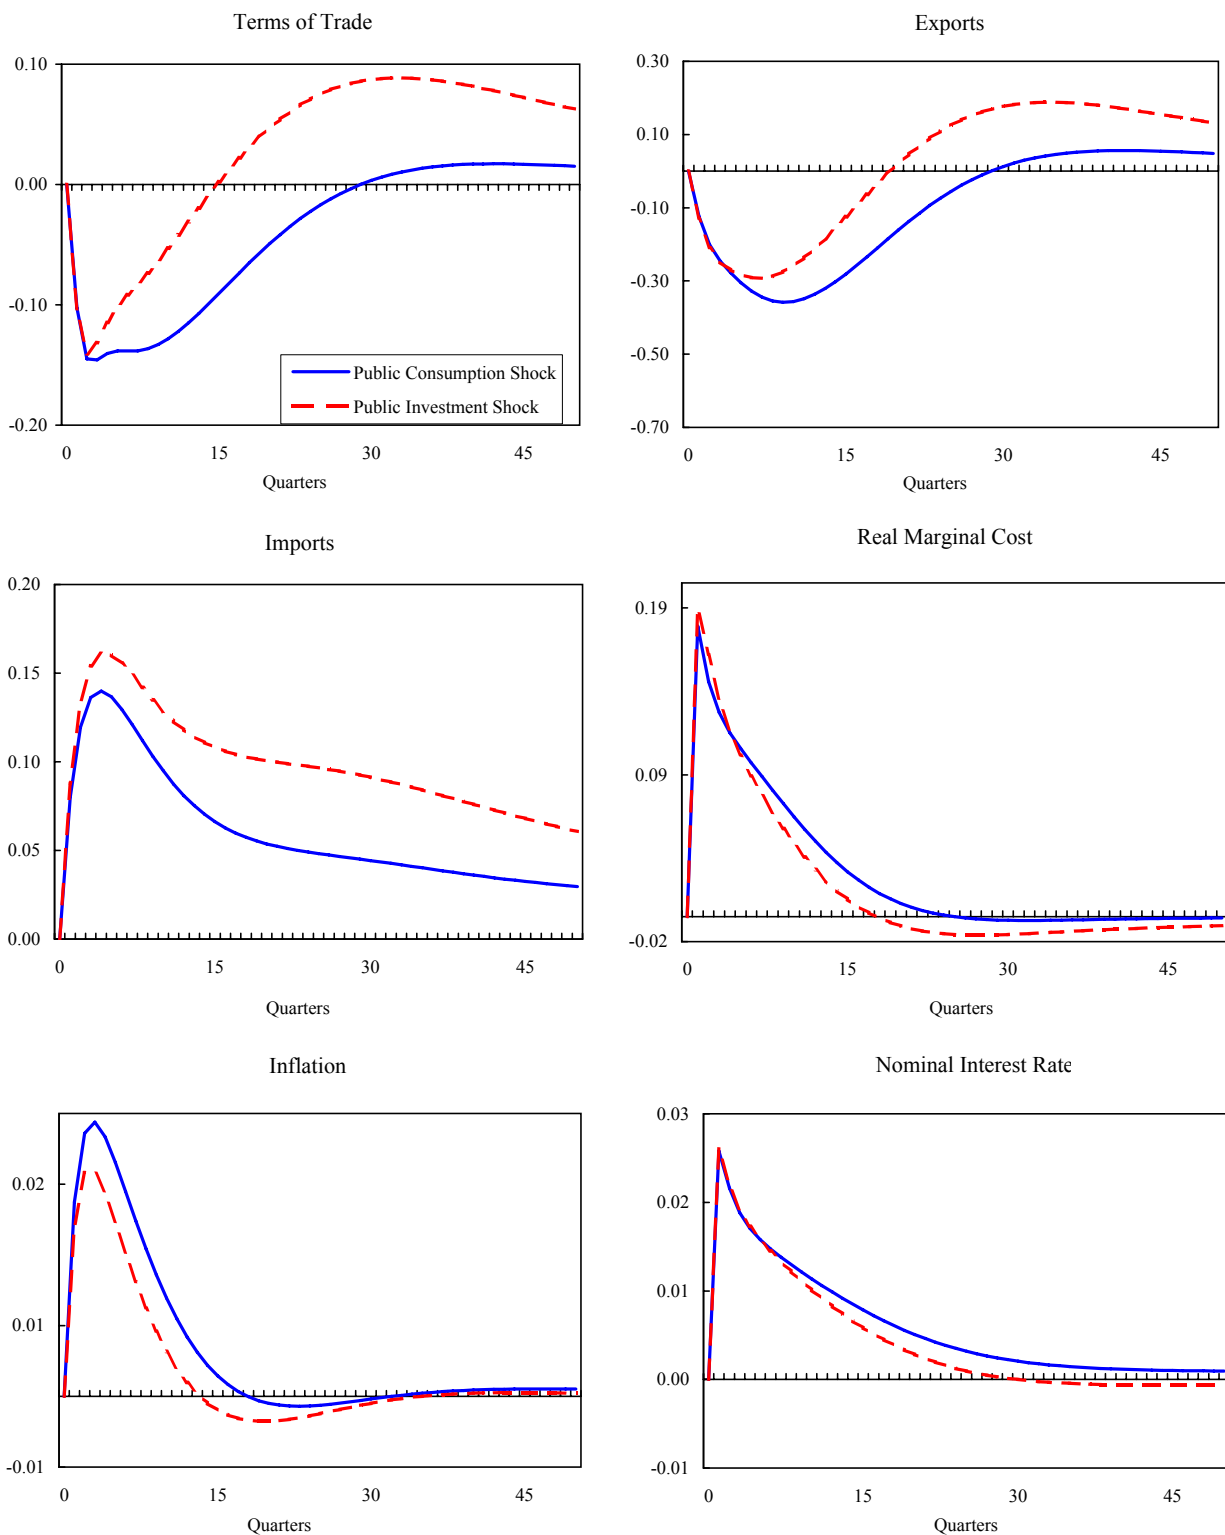 Terms of Trade
0.10
0.00
-0.10
-0.20
Public Consumption Shock
Public Investment Shock
0 15 30 45
Quarters
Exports
0.30
0.10
-0.10
-0.30
-0.50
-0.70
0 15 30 45
Quarters
Imports
0.20
0.15
0.10
0.05
0.00
0 15 30 45
Quarters
Real Marginal Cost
0.19
0.09
-0.02
0 15 30 45
Quarters
Inflation
0.02
0.01
-0.01
0 15 30 45
Quarters
Nominal Interest Rate
0.03
0.02
0.01
0.00
-0.01
0 15 30 45
Quarters